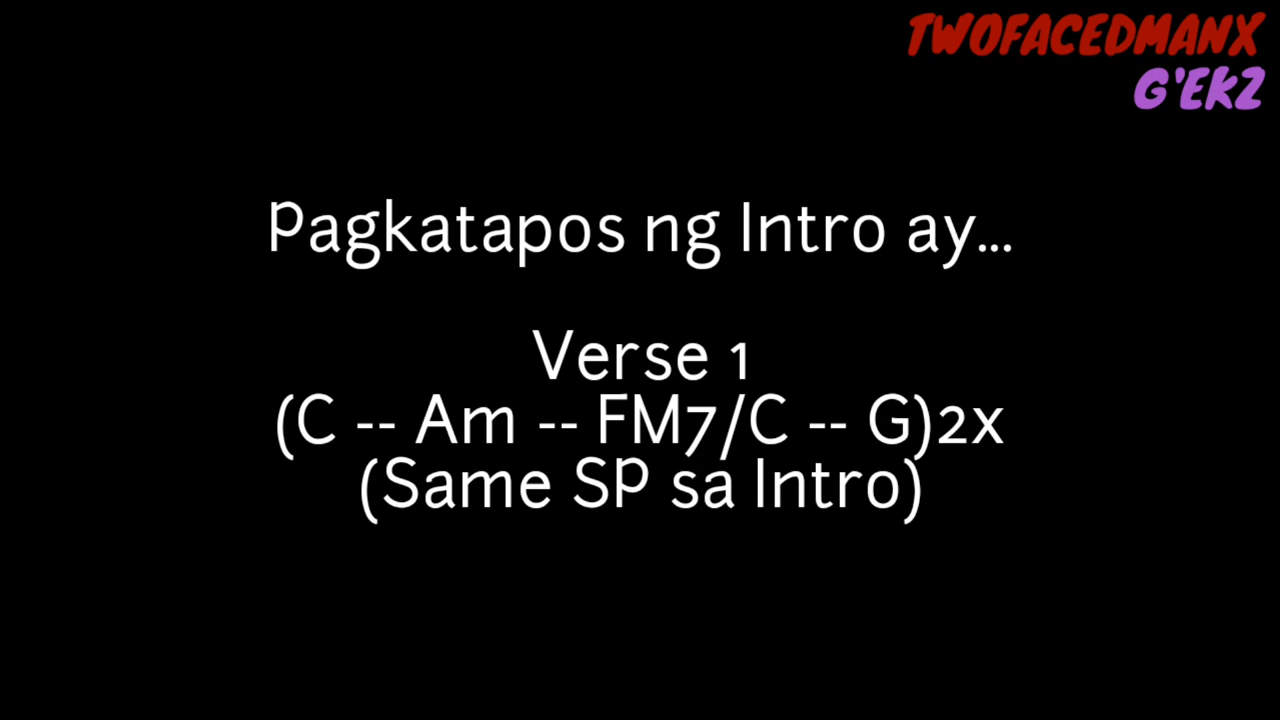 TWOFACEDMANX
G'EKZ
Pagkatapos ng Intro ay...
Verse 1
(C -- Am -- FM7/C -- G)2x
(Same SP sa Intro)